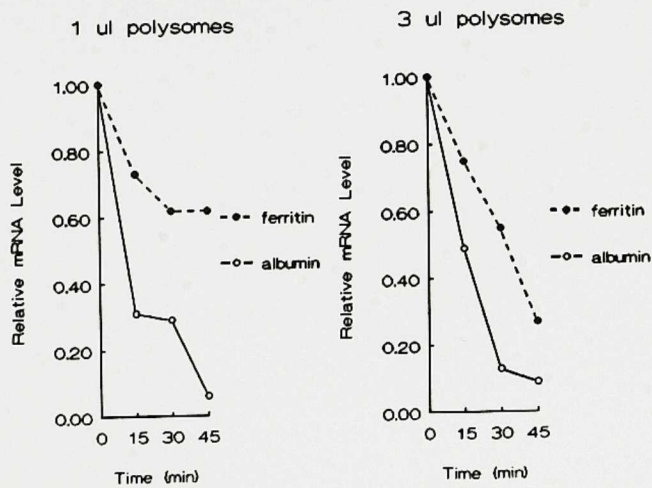 1 ul polysomes
Relative mRNA Level
1.00
0.80
0.60
0.40
0.20
0.00
0 15 30 45
Time (min)
ferritin
albumin
3 ul polysomes
Relative mRNA Level
1.00
0.80
0.60
0.40
0.20
0.00
0 15 30 45
Time (min)
ferritin
albumin